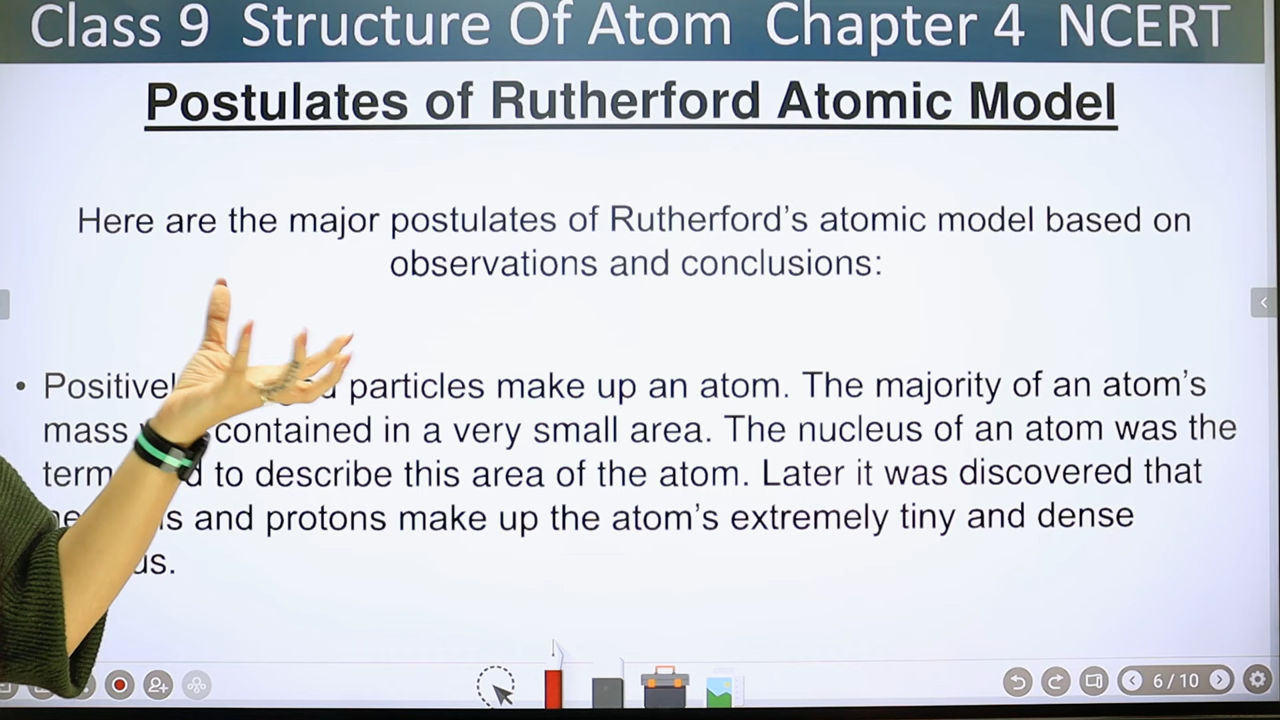 Class 9 Structure Of Atom Chapter 4 NCERT
Postulates of Rutherford Atomic Model
Here are the major postulates of Rutherford's atomic model based on
observations and conclusions:
• particles make up an atom. The majority of an atom's
mass contained in a very small area. The nucleus of an atom was the
to describe this area of the atom. Later it was discovered that
and protons make up the atom's extremely tiny and dense
6 / 10